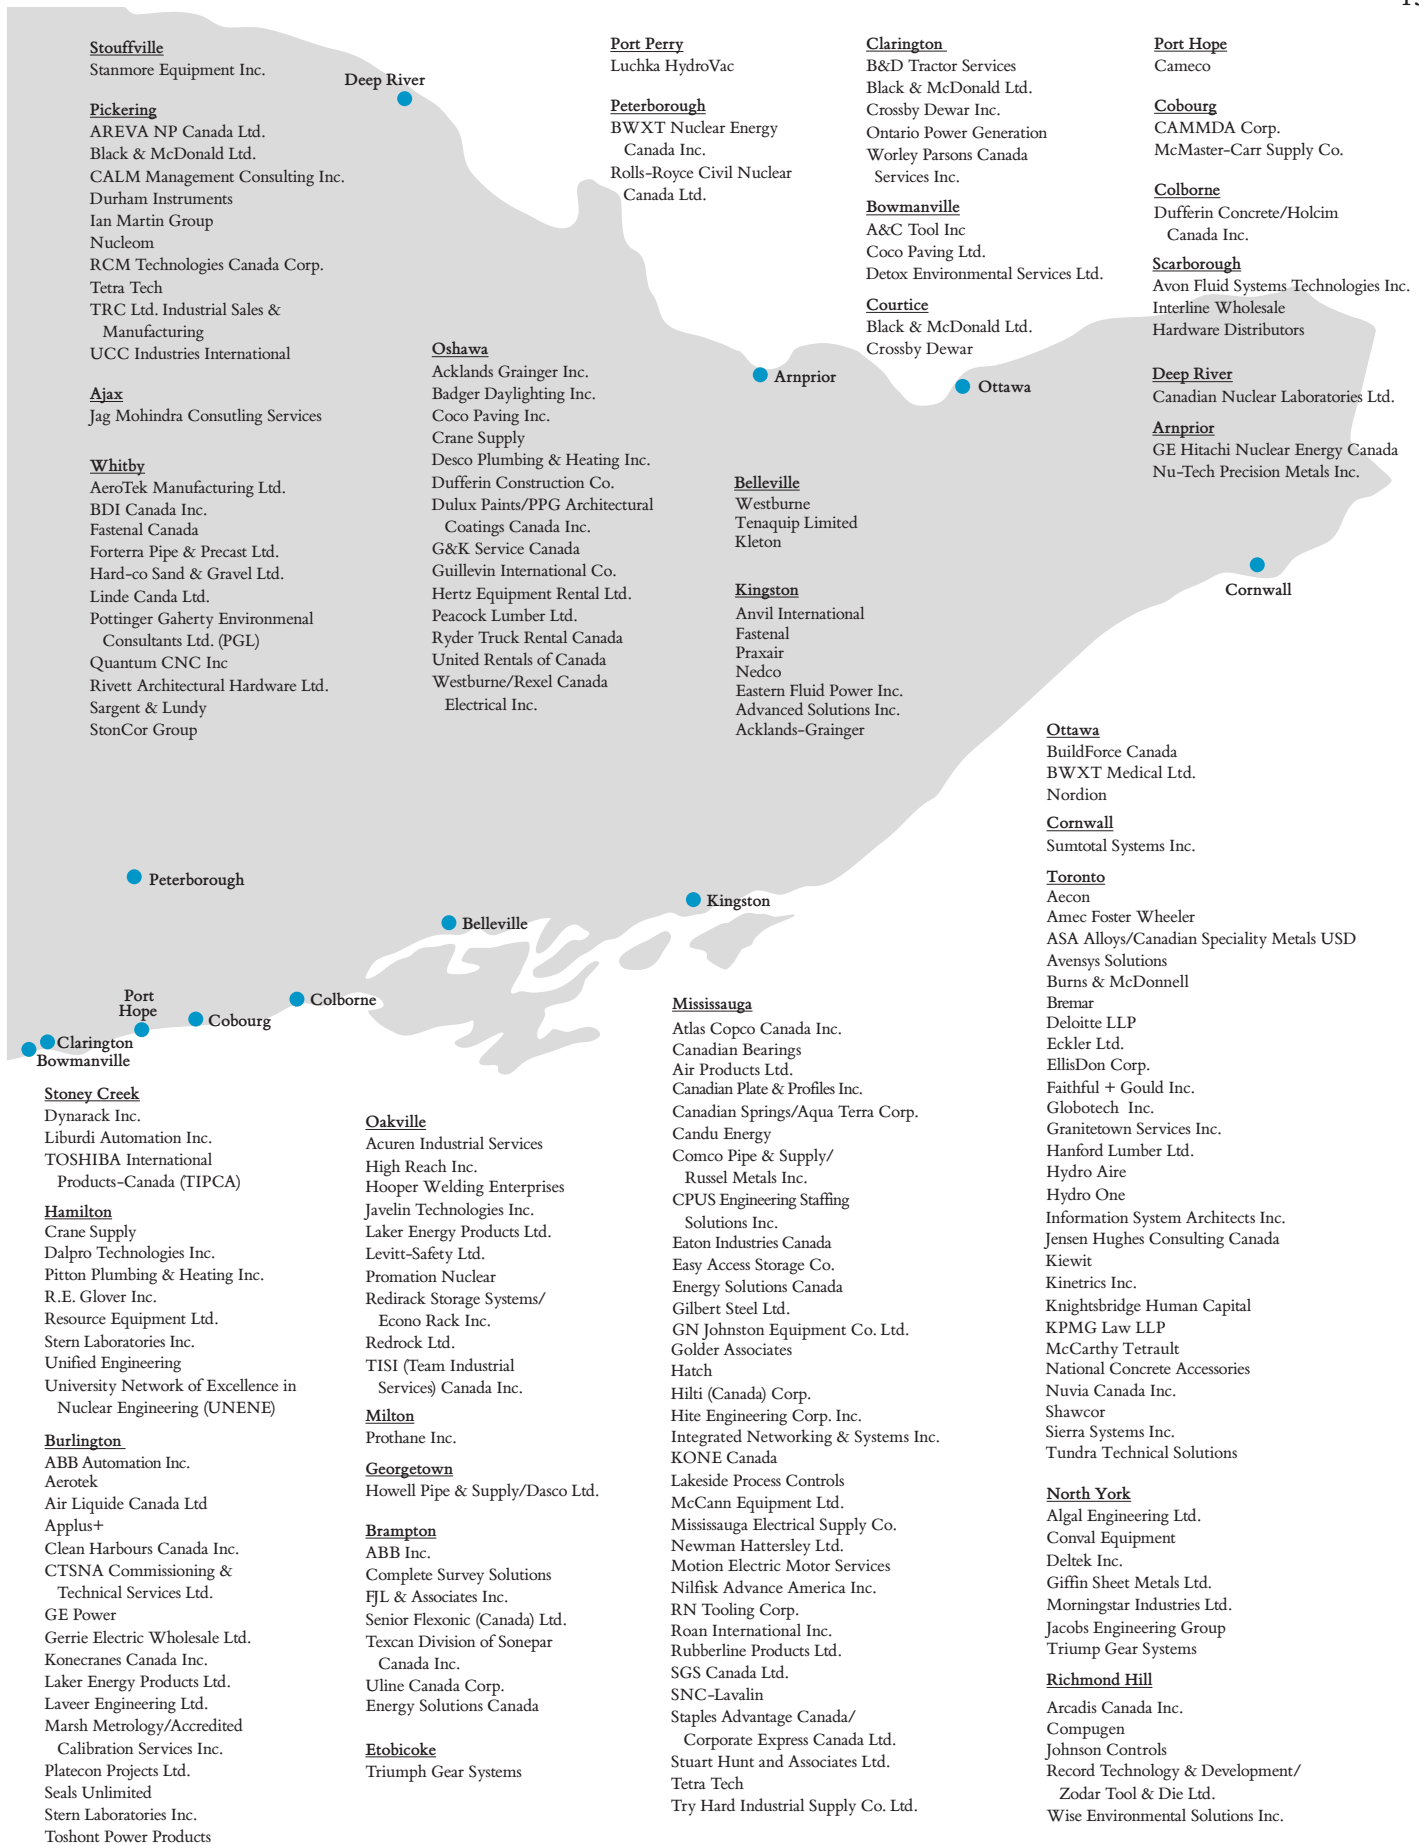 Stouffville
Stanmore Equipment Inc.
Pickering
AREVA NP Canada Ltd.
Black & McDonald Ltd.
CALM Management Consulting Inc.
Durham Instruments
Ian Martin Group
Nucleom
RCM Technologies Canada Corp.
Tetra Tech
TRC Ltd. Industrial Sales &
Manufacturing
UCC Industries International
Ajax
Jag Mohindra Consutling Services
Whitby
AeroTek Manufacturing Ltd.
BDI Canada Inc.
Fastenal Canada
Forterra Pipe & Precast Ltd.
Hard-co Sand & Gravel Ltd.
Linde Canda Ltd.
Pottinger Gaherty Environmenal
Consultants Ltd. (PGL)
Quantum CNC Inc
Rivett Architectural Hardware Ltd.
Sargent & Lundy
StonCor Group
Deep River
Oshawa
Acklands Grainger Inc.
Badger Daylighting Inc.
Coco Paving Inc.
Crane Supply
Desco Plumbing & Heating Inc.
Dufferin Construction Co.
Dulux Paints/PPG Architectural
Coatings Canada Inc.
G&K Service Canada
Guillevin International Co.
Hertz Equipment Rental Ltd.
Peacock Lumber Ltd.
Ryder Truck Rental Canada
United Rentals of Canada
Westburne/Rexel Canada
Electrical Inc.
Port Perry
Luchka HydroVac
Peterborough
BWXT Nuclear Energy
Canada Inc.
Rolls-Royce Civil Nuclear
Canada Ltd.
Clarington
B&D Tractor Services
Black & McDonald Ltd.
Crossby Dewar Inc.
Ontario Power Generation
Worley Parsons Canada
Services Inc.
Bowmanville
A&C Tool Inc
Coco Paving Ltd.
Detox Environmental Services Ltd.
Courtice
Black & McDonald Ltd.
Crossby Dewar
Port Hope
Cameco
Cobourg
CAMMDA Corp.
McMaster-Carr Supply Co.
Colborne
Dufferin Concrete/Holcim
Canada Inc.
Scarborough
Avon Fluid Systems Technologies Inc.
Interline Wholesale
Hardware Distributors
Deep River
Canadian Nuclear Laboratories Ltd.
Arnprior
GE Hitachi Nuclear Energy Canada
Nu-Tech Precision Metals Inc.
Arnprior
Ottawa
Belleville
Westburne
Tenaquip Limited
Kleton
Kingston
Anvil International
Fastenal
Praxair
Nedco
Eastern Fluid Power Inc.
Advanced Solutions Inc.
Acklands-Grainger
Cornwall
Peterborough
Belleville
Kingston
Colborne
Port
Hope
Cobourg
Clarington
Bowmanville
Stoney Creek
Dynarack Inc.
Liburdi Automation Inc.
TOSHIBA International
Products-Canada (TIPCA)
Hamilton
Crane Supply
Dalpro Technologies Inc.
Pitton Plumbing & Heating Inc.
R.E. Glover Inc.
Resource Equipment Ltd.
Stern Laboratories Inc.
Unified Engineering
University Network of Excellence in
Nuclear Engineering (UNENE)
Burlington
ABB Automation Inc.
Aerotek
Air Liquide Canada Ltd
Applus+
Clean Harbours Canada Inc.
CTSNA Commissioning &
Technical Services Ltd.
GE Power
Gerrie Electric Wholesale Ltd.
Konecranes Canada Inc.
Laker Energy Products Ltd.
Laveer Engineering Ltd.
Marsh Metrology/Accredited
Calibration Services Inc.
Platecon Projects Ltd.
Seals Unlimited
Stern Laboratories Inc.
Toshont Power Products
Oakville
Acuren Industrial Services
High Reach Inc.
Hooper Welding Enterprises
Javelin Technologies Inc.
Laker Energy Products Ltd.
Levitt-Safety Ltd.
Promation Nuclear
Redirack Storage Systems/
Econo Rack Inc.
Redrock Ltd.
TISI (Team Industrial
Services) Canada Inc.
Milton
Prothane Inc.
Georgetown
Howell Pipe & Supply/Dasco Ltd.
Brampton
ABB Inc.
Complete Survey Solutions
FJL & Associates Inc.
Senior Flexonic (Canada) Ltd.
Texcan Division of Sonepar
Canada Inc.
Uline Canada Corp.
Energy Solutions Canada
Etobicoke
Triumph Gear Systems
Mississauga
Atlas Copco Canada Inc.
Canadian Bearings
Air Products Ltd.
Canadian Plate & Profiles Inc.
Canadian Springs/Aqua Terra Corp.
Candu Energy
Comco Pipe & Supply/
Russel Metals Inc.
CPUS Engineering Staffing
Solutions Inc.
Eaton Industries Canada
Easy Access Storage Co.
Energy Solutions Canada
Gilbert Steel Ltd.
GN Johnston Equipment Co. Ltd.
Golder Associates
Hatch
Hilti (Canada) Corp.
Hite Engineering Corp. Inc.
Integrated Networking & Systems Inc.
KONE Canada
Lakeside Process Controls
McCann Equipment Ltd.
Mississauga Electrical Supply Co.
Newman Hattersley Ltd.
Motion Electric Motor Services
Nilfisk Advance America Inc.
RN Tooling Corp.
Roan International Inc.
Rubberline Products Ltd.
SGS Canada Ltd.
SNC-Lavalin
Staples Advantage Canada/
Corporate Express Canada Ltd.
Stuart Hunt and Associates Ltd.
Tetra Tech
Try Hard Industrial Supply Co. Ltd.
Ottawa
BuildForce Canada
BWXT Medical Ltd.
Nordion
Cornwall
Sumtotal Systems Inc.
Toronto
Aecon
Amec Foster Wheeler
ASA Alloys/Canadian Speciality Metals USD
Avensys Solutions
Burns & McDonnell
Bremar
Deloitte LLP
Eckler Ltd.
EllisDon Corp.
Faithful + Gould Inc.
Globotech Inc.
Granitetown Services Inc.
Hanford Lumber Ltd.
Hydro Aire
Hydro One
Information System Architects Inc.
Jensen Hughes Consulting Canada
Kiewit
Kinetrics Inc.
Knightsbridge Human Capital
KPMG Law LLP
McCarthy Tetrault
National Concrete Accessories
Nuvia Canada Inc.
Shawcor
Sierra Systems Inc.
Tundra Technical Solutions
North York
Algal Engineering Ltd.
Conval Equipment
Deltek Inc.
Giffin Sheet Metals Ltd.
Morningstar Industries Ltd.
Jacobs Engineering Group
Triump Gear Systems
Richmond Hill
Arcadis Canada Inc.
Compugen
Johnson Controls
Record Technology & Development/
Zodar Tool & Die Ltd.
Wise Environmental Solutions Inc.